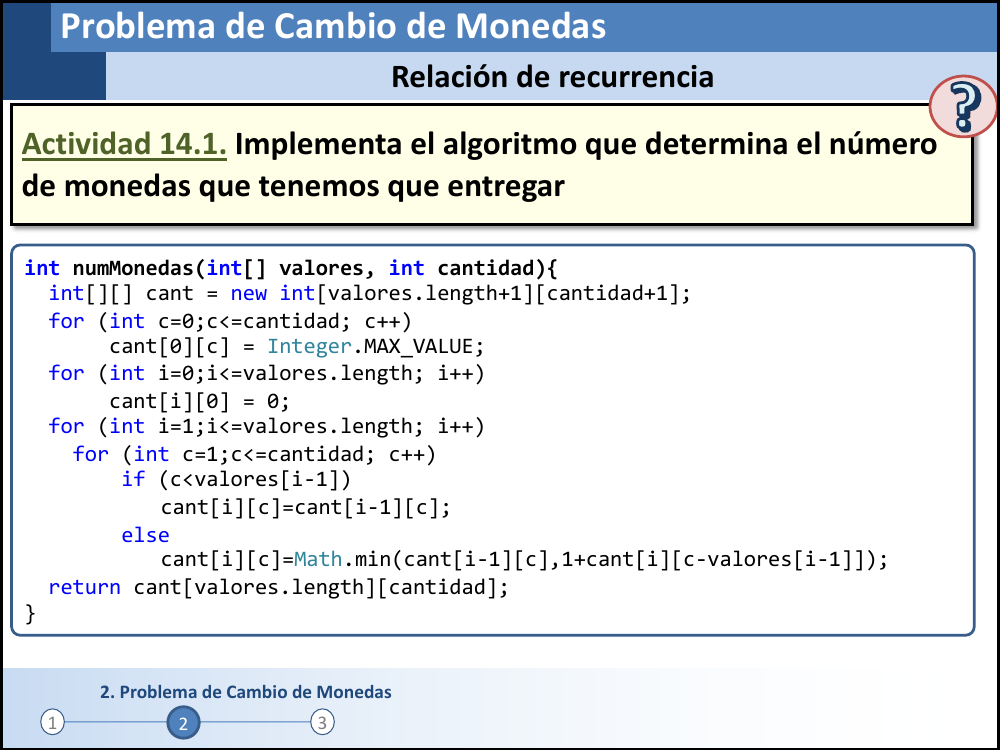 Problema de Cambio de Monedas
Relación de recurrencia
?
Actividad 14.1. Implementa el algoritmo que determina el número
de monedas que tenemos que entregar
int numMonedas(int[] valores, int cantidad){
  int[][] cant = new int[valores.length+1][cantidad+1];
  for (int c=0;c<=cantidad; c++)
       cant[0][c] = Integer.MAX_VALUE;
  for (int i=0;i<=valores.length; i++)
       cant[i][0] = 0;
  for (int i=1;i<=valores.length; i++)
    for (int c=1;c<=cantidad; c++)
        if (c<valores[i-1])
           cant[i][c]=cant[i-1][c];
        else
           cant[i][c]=Math.min(cant[i-1][c],1+cant[i][c-valores[i-1]]);
  return cant[valores.length][cantidad];
}
2. Problema de Cambio de Monedas
1 2 3